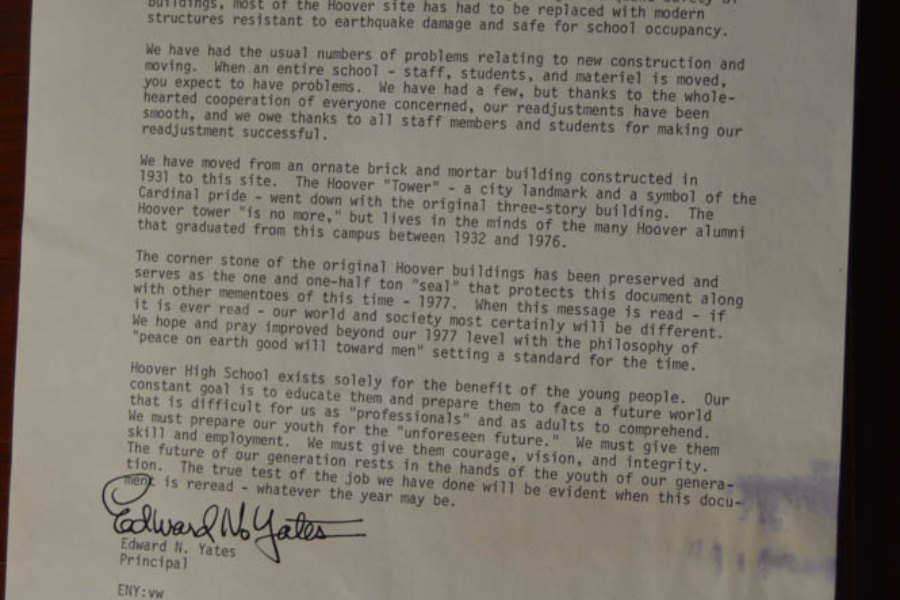 buildings, most of the Hoover site has had to be replaced with modern
structures resistant to earthquake damage and safe for school occupancy.
We have had the usual numbers of problems relating to new construction and
moving. When an entire school - staff, students, and materiel is moved,
you expect to have problems. We have had a few, but thanks to the whole-
hearted cooperation of everyone concerned, our readjustments have been
smooth, and we owe thanks to all staff members and students for making our
readjustment successful.
We have moved from an ornate brick and mortar building constructed in
1931 to this site. The Hoover "Tower" - a city landmark and a symbol of the
Cardinal pride - went down with the original three-story building. The
Hoover tower "is no more," but lives in the minds of the many Hoover alumni
that graduated from this campus between 1932 and 1976.
The corner stone of the original Hoover buildings has been preserved and
serves as the one and one-half ton "seal" that protects this document along
with other mementoes of this time - 1977. When this message is read - if
it is ever read - our world and society most certainly will be different.
We hope and pray improved beyond our 1977 level with the philosophy of
"peace on earth good will toward men" setting a standard for the time.
Hoover High School exists solely for the benefit of the young people. Our
constant goal is to educate them and prepare them to face a future world
that is difficult for us as "professionals" and as adults to comprehend.
We must prepare our youth for the "unforeseen future." We must give them
skill and employment. We must give them courage, vision, and integrity.
The future of our generation rests in the hands of the youth of our genera-
tion. The true test of the job we have done will be evident when this docu-
ment is reread - whatever the year may be.
Edward N. Yates
Edward N. Yates
Principal
ENY:vw